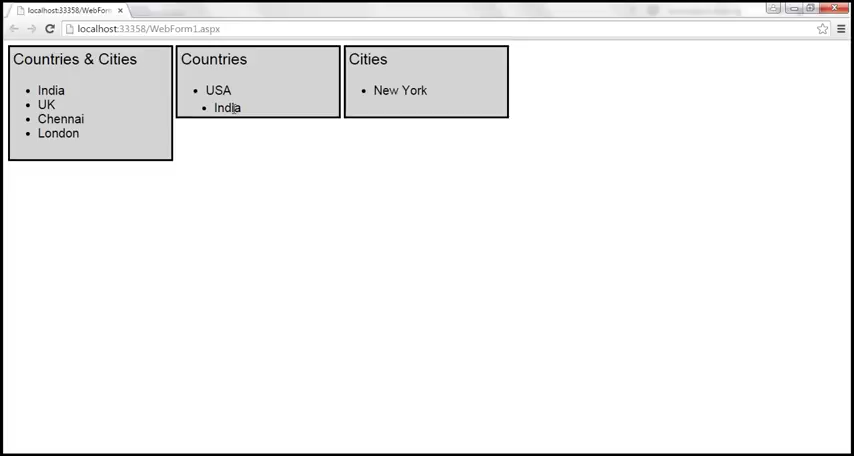 localhost:33358/WebForm
localhost:33358/WebForm1.aspx
Countries & Cities
India
UK
Chennai
London
Countries
USA
India
Cities
New York